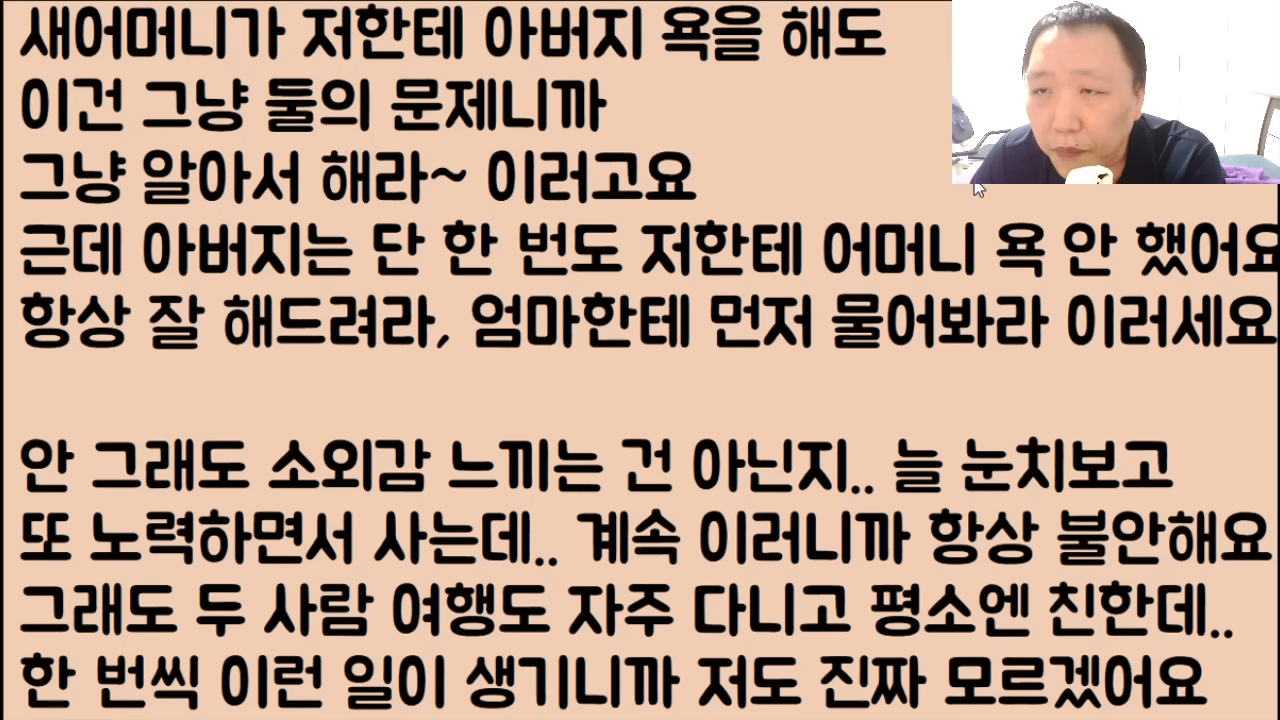 새어머니가 저한테 아버지 욕을 해도
이건 그냥 둘의 문제니까
그냥 알아서 해라~ 이러고요
근데 아버지는 단 한 번도 저한테 어머니 욕 안 했어요
항상 잘 해드려라, 엄마한테 먼저 물어봐라 이러세요
안 그래도 소외감 느끼는 건 아닌지.. 늘 눈치보고
또 노력하면서 사는데.. 계속 이러니까 항상 불안해요
그래도 두 사람 여행도 자주 다니고 평소엔 친한데..
한 번씩 이런 일이 생기니까 저도 진짜 모르겠어요